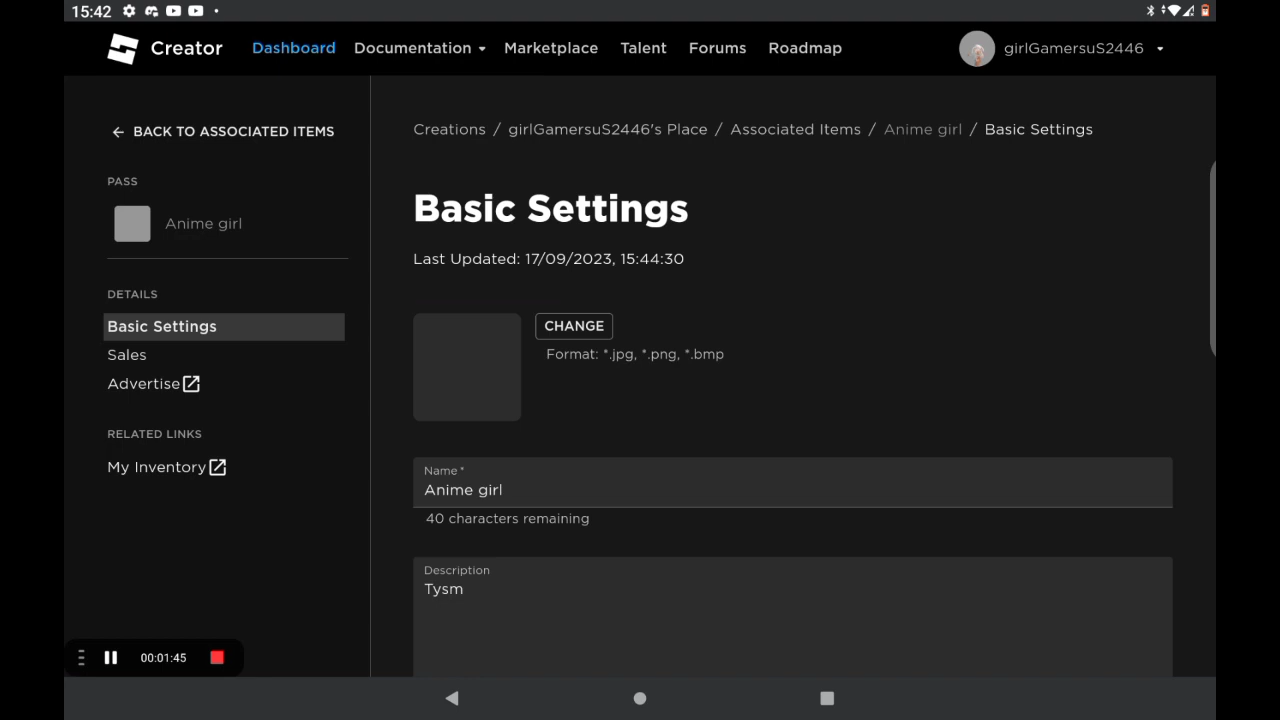 15:42
Creator Dashboard Documentation Marketplace Talent Forums Roadmap girlGamersuS2446
BACK TO ASSOCIATED ITEMS
PASS
Anime girl
DETAILS
Basic Settings
Sales
Advertise
RELATED LINKS
My Inventory
Creations / girlGamersuS2446's Place / Associated Items / Anime girl / Basic Settings
Basic Settings
Last Updated: 17/09/2023, 15:44:30
CHANGE
Format: *.jpg, *.png, *.bmp
Name*
Anime girl
40 characters remaining
Description
Tysm
00:01:45